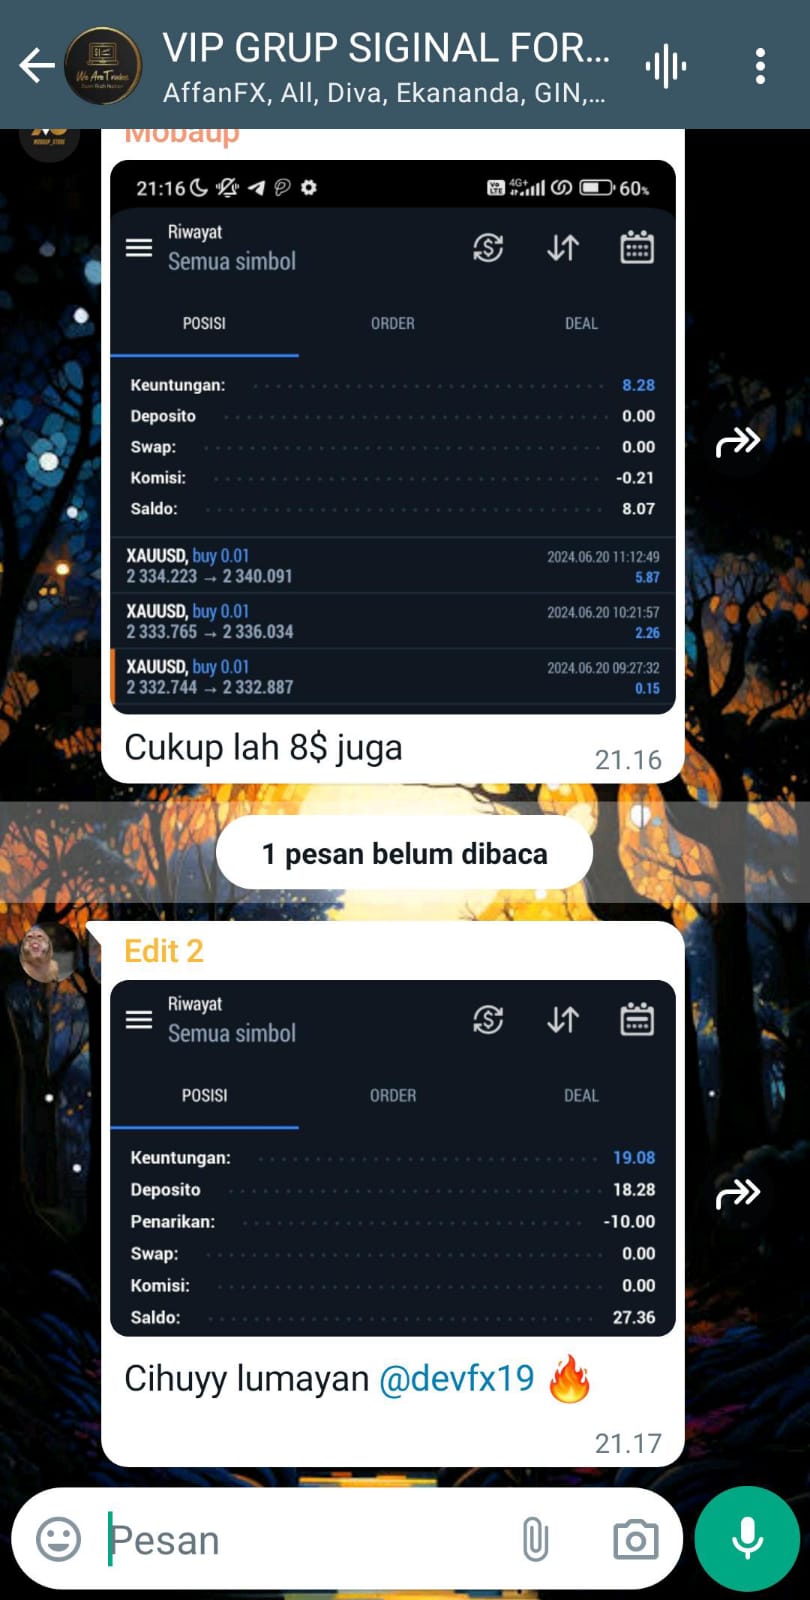 VIP GRUP SIGINAL FOR...
AffanFX, All, Diva, Ekananda, GIN,...
We Are Trader
Mobaup
21:16
4G+
60%
Riwayat
Semua simbol
POSISI ORDER DEAL
Keuntungan: 8.28
Deposito 0.00
Swap: 0.00
Komisi: -0.21
Saldo: 8.07
XAUUSD, buy 0.01 2024.06.20 11:12:49
2 334.223 → 2 340.091 5.87
XAUUSD, buy 0.01 2024.06.20 10:21:57
2 333.765 → 2 336.034 2.26
XAUUSD, buy 0.01 2024.06.20 09:27:32
2 332.744 → 2 332.887 0.15
Cukup lah 8$ juga
21.16
1 pesan belum dibaca
Edit 2
Riwayat
Semua simbol
POSISI ORDER DEAL
Keuntungan: 19.08
Deposito 18.28
Penarikan: -10.00
Swap: 0.00
Komisi: 0.00
Saldo: 27.36
Cihuyy lumayan @devfx19 🔥
21.17
Pesan